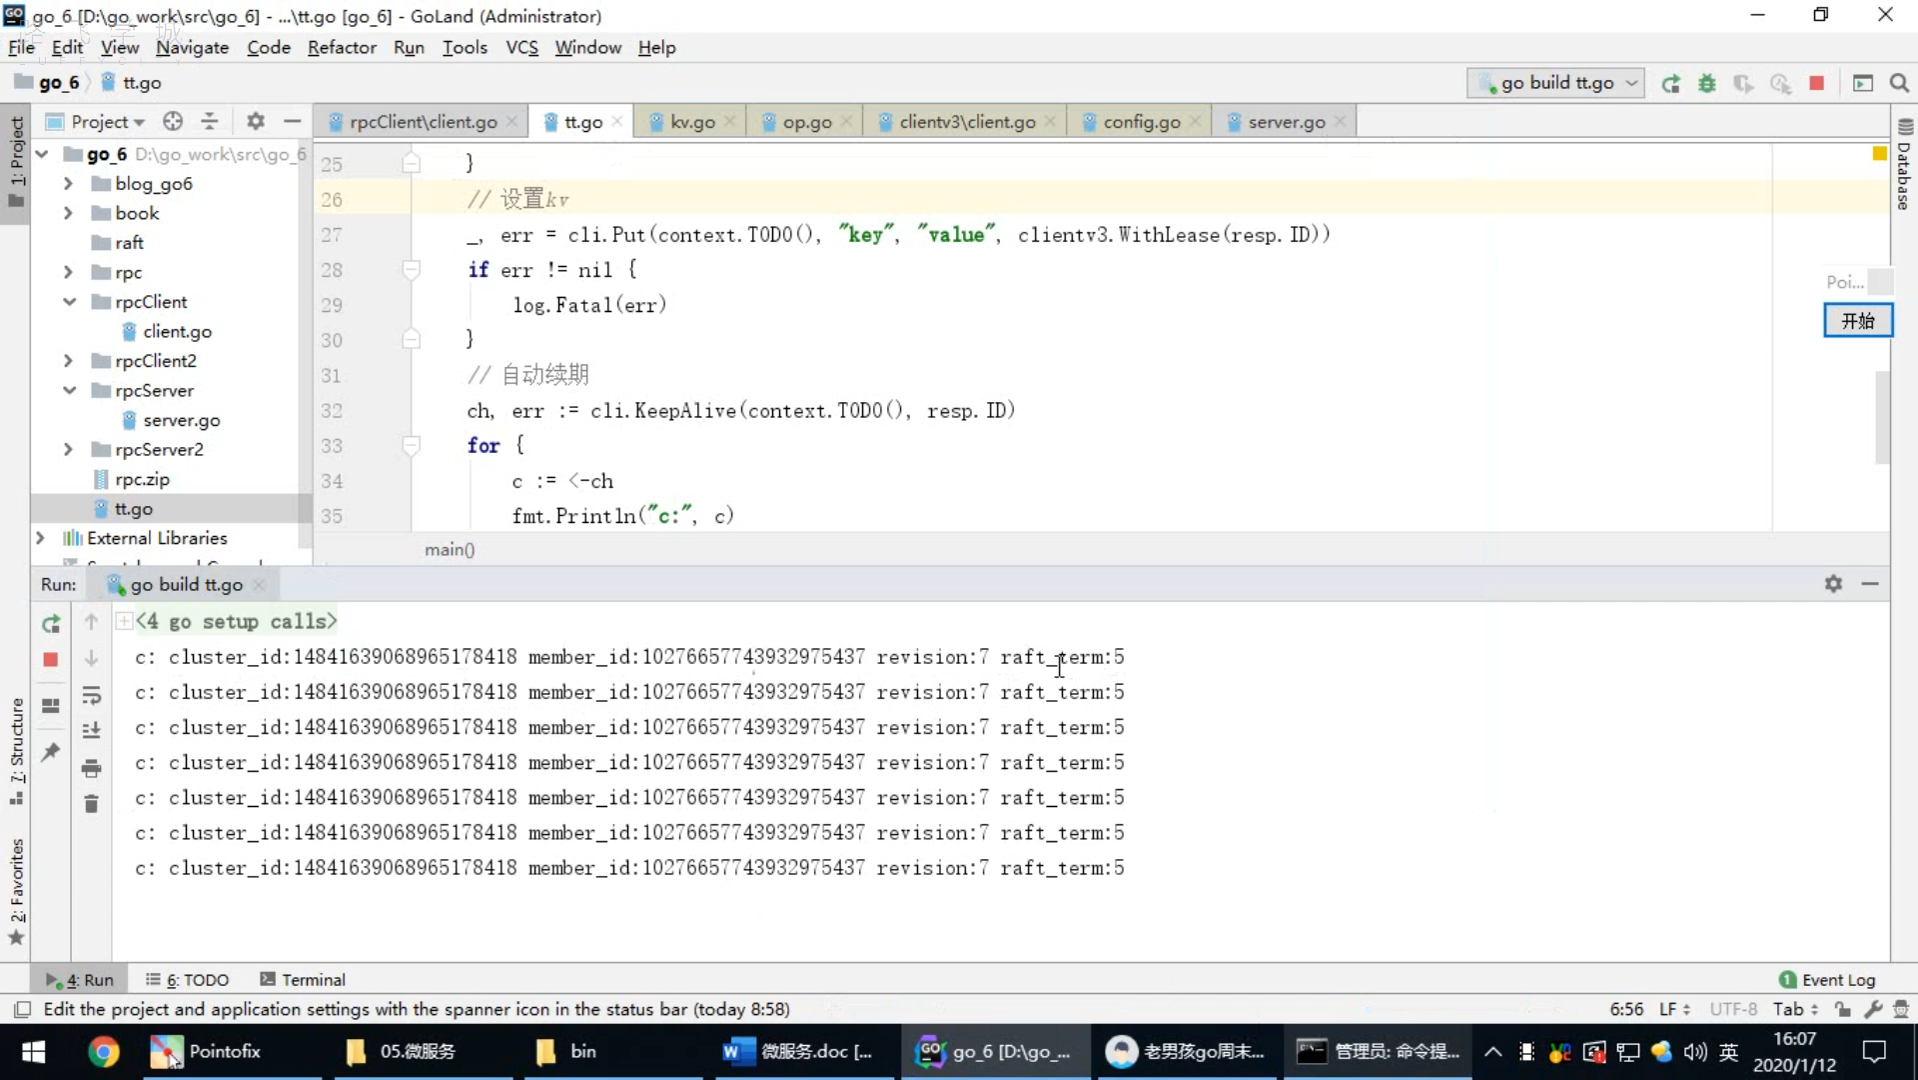 go_6 [D:\go_work\src\go_6] - ...\tt.go [go_6] - GoLand (Administrator)
File Edit View Navigate Code Refactor Run Tools VCS Window Help
go_6 tt.go
go build tt.go
1: Project
Project
rpcClient\client.go
tt.go
kv.go
op.go
clientv3\client.go
config.go
server.go
Database
go_6 D:\go_work\src\go_6
blog_go6
book
raft
rpc
rpcClient
client.go
rpcClient2
rpcServer
server.go
rpcServer2
rpc.zip
tt.go
External Libraries
25 }
26 // 设置kv
27 _, err = cli.Put(context.TODO(), "key", "value", clientv3.WithLease(resp.ID))
28 if err != nil {
29 log.Fatal(err)
30 }
31 // 自动续期
32 ch, err := cli.KeepAlive(context.TODO(), resp.ID)
33 for {
34 c := <-ch
35 fmt.Println("c:", c)
main()
Poi...
开始
Run: go build tt.go
<4 go setup calls>
c: cluster_id:14841639068965178418 member_id:10276657743932975437 revision:7 raft_term:5
c: cluster_id:14841639068965178418 member_id:10276657743932975437 revision:7 raft_term:5
c: cluster_id:14841639068965178418 member_id:10276657743932975437 revision:7 raft_term:5
c: cluster_id:14841639068965178418 member_id:10276657743932975437 revision:7 raft_term:5
c: cluster_id:14841639068965178418 member_id:10276657743932975437 revision:7 raft_term:5
c: cluster_id:14841639068965178418 member_id:10276657743932975437 revision:7 raft_term:5
c: cluster_id:14841639068965178418 member_id:10276657743932975437 revision:7 raft_term:5
7: Structure
2: Favorites
4: Run 6: TODO Terminal
1 Event Log
Edit the project and application settings with the spanner icon in the status bar (today 8:58)
6:56 LF UTF-8 Tab
Pointofix
05.微服务
bin
微服务.doc [...
go_6 [D:\go_...
老男孩go周末...
管理员: 命令提...
英
16:07
2020/1/12